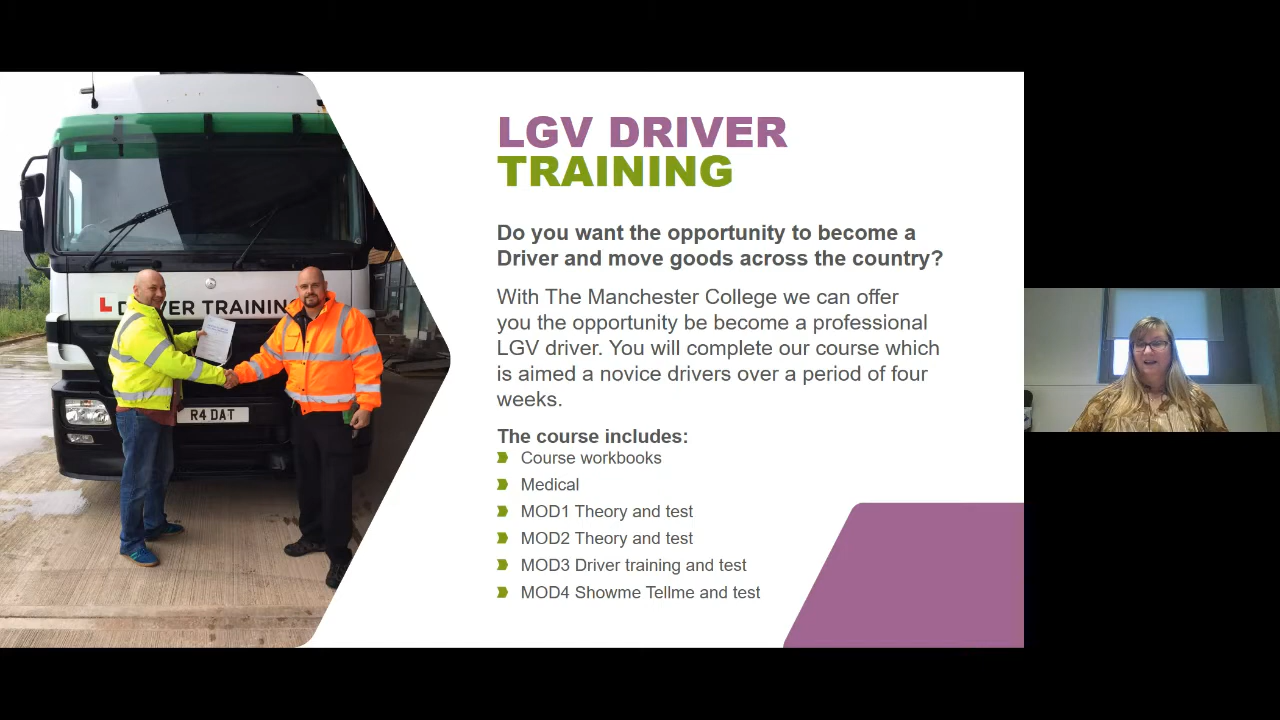 LGV DRIVER
TRAINING
Do you want the opportunity to become a
Driver and move goods across the country?
With The Manchester College we can offer
you the opportunity be become a professional
LGV driver. You will complete our course which
is aimed a novice drivers over a period of four
weeks.
The course includes:
Course workbooks
Medical
MOD1 Theory and test
MOD2 Theory and test
MOD3 Driver training and test
MOD4 Showme Tellme and test
L DRIVER TRAINING
R4 DAT